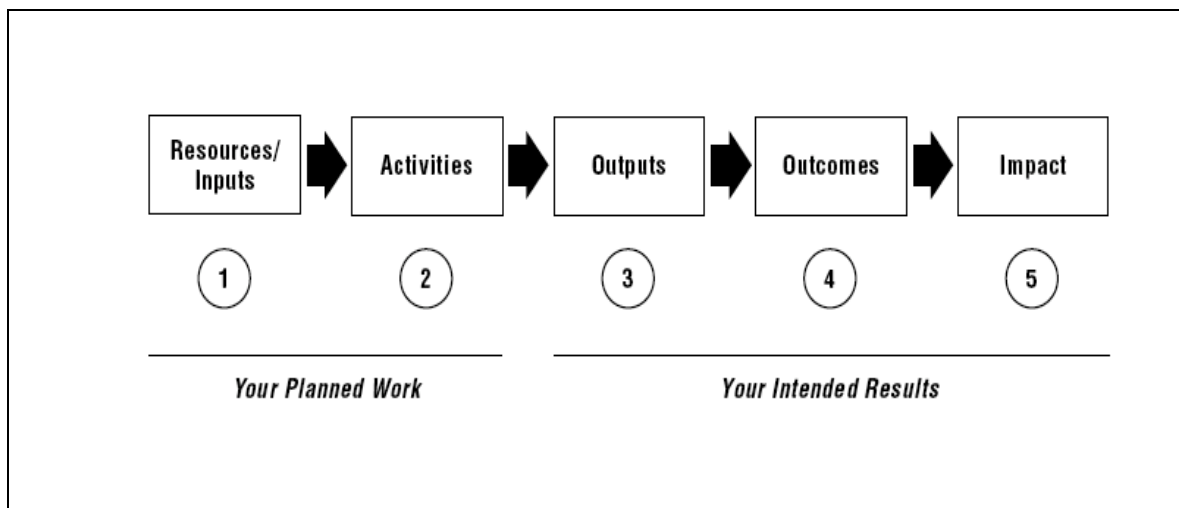 Resources/
Inputs
Activities
Outputs
Outcomes
Impact
1
2
3
4
5
Your Planned Work
Your Intended Results